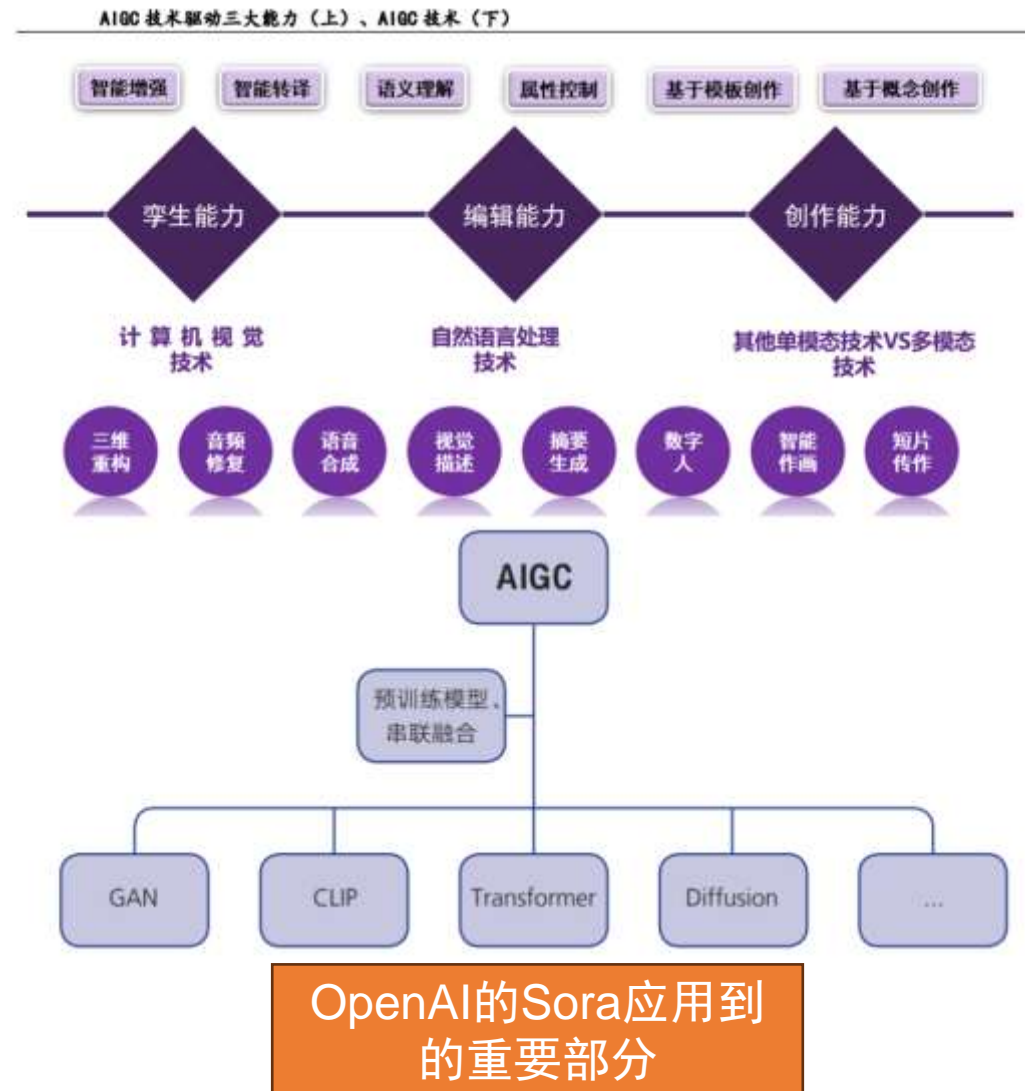 AIGC 技术驱动三大能力（上）、AIGC 技术（下）
智能增强 智能转译 语义理解 属性控制 基于模板创作 基于概念创作
孪生能力 编辑能力 创作能力
计算机视觉
技术
自然语言处理
技术
其他单模态技术VS多模态
技术
三维
重构
音频
修复
语音
合成
视觉
描述
摘要
生成
数字
人
智能
作画
短片
传作
AIGC
预训练模型、
串联融合
GAN CLIP Transformer Diffusion ...
OpenAI的Sora应用到
的重要部分